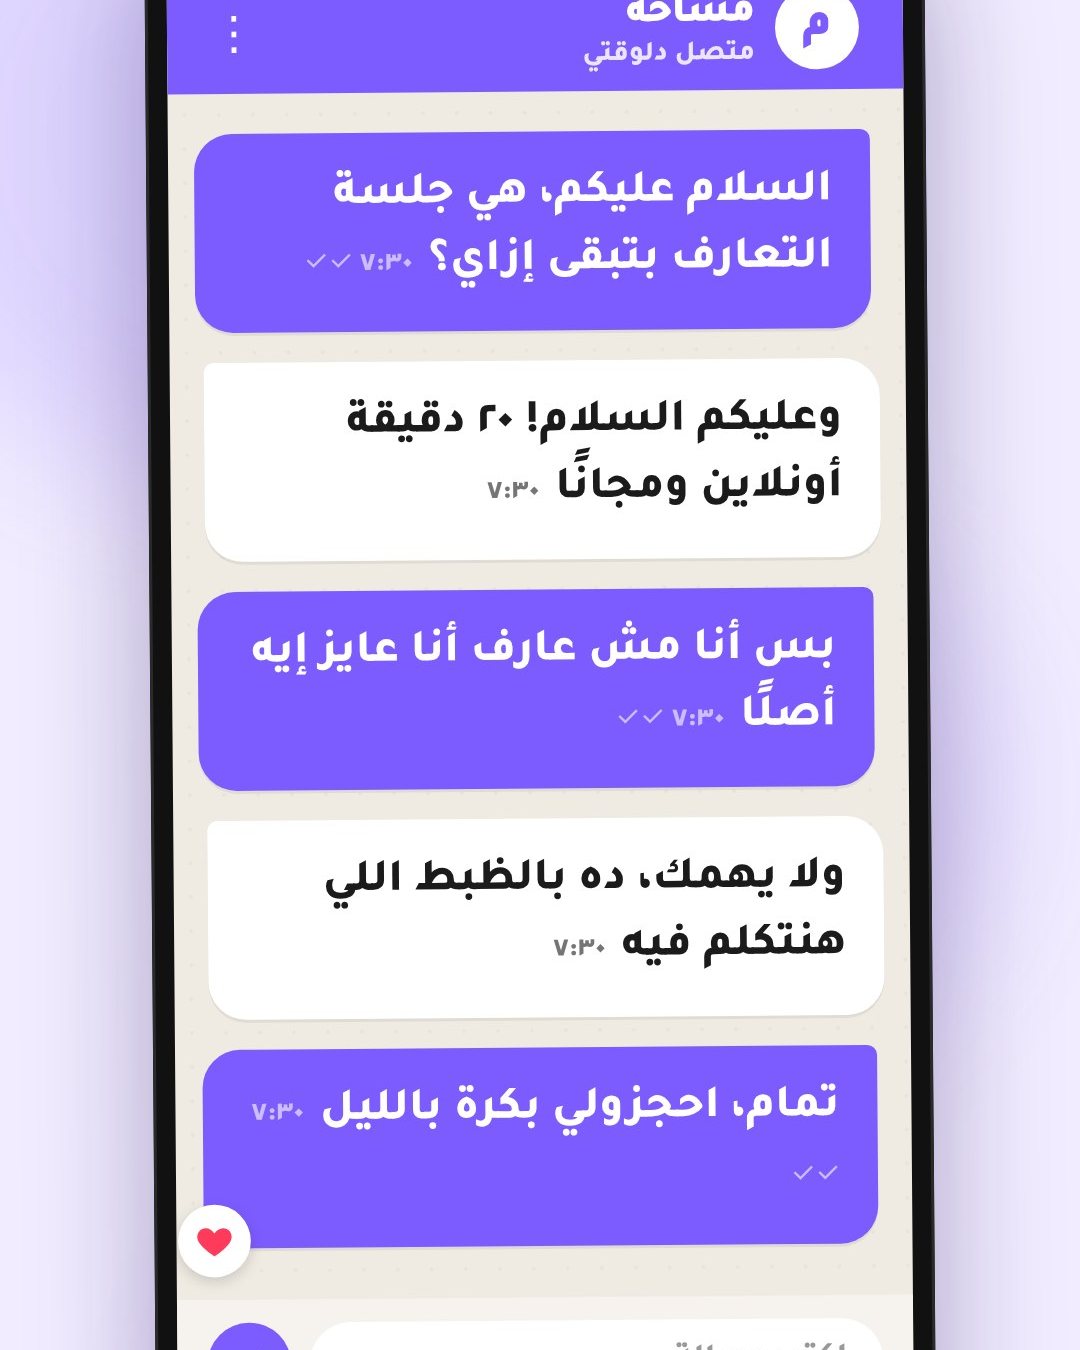 مساحة
م
متصل دلوقتي
السلام عليكم، هي جلسة
التعارف بتبقى إزاي؟ ٧:٣٠
وعليكم السلام! ٢٠ دقيقة
أونلاين ومجانًا ٧:٣٠
بس أنا مش عارف أنا عايز إيه
أصلًا ٧:٣٠
ولا يهمك، ده بالظبط اللي
هنتكلم فيه ٧:٣٠
تمام، احجزولي بكرة بالليل ٧:٣٠